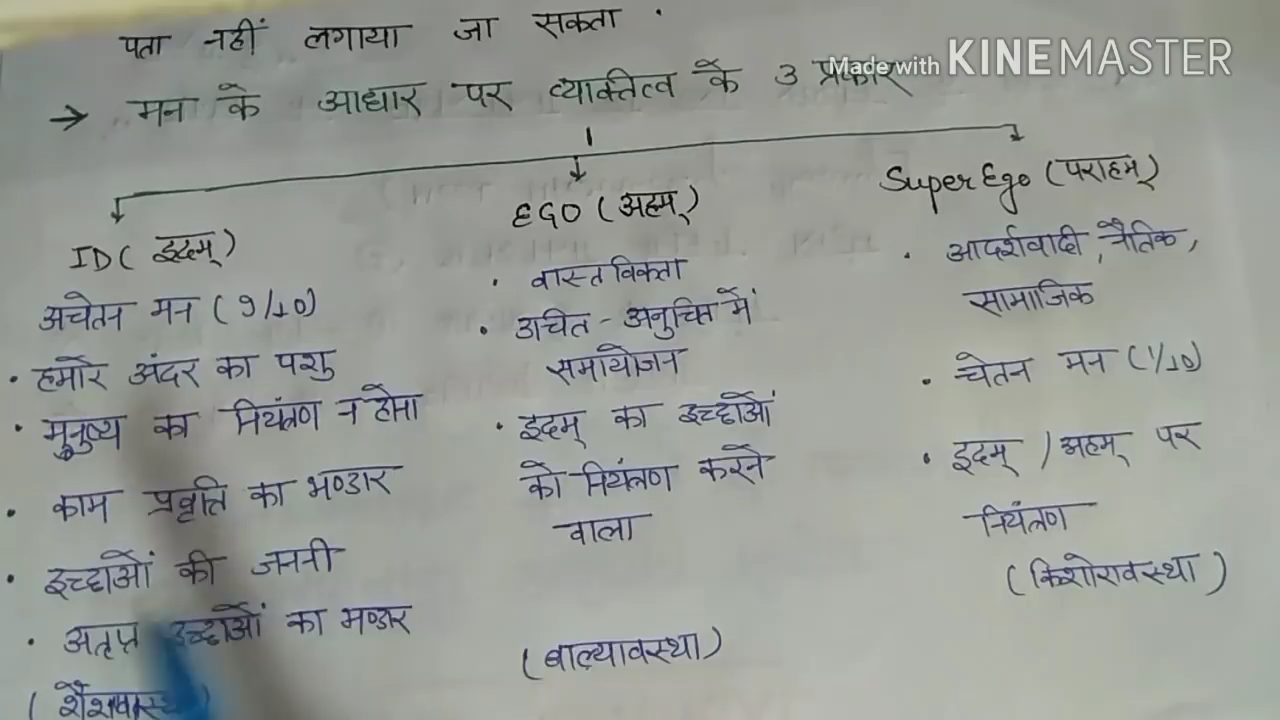 पता नहीं लगाया जा सकता .
Made with KINEMASTER
→ मन के आधार पर व्यक्तित्व के 3 प्रकार
ID ( इदम् )
अचेतन मन ( 9/10 )
• हमारे अंदर का पशु
• मुनुष्य का नियंत्रण न होना
• काम प्रवृति का भण्डार
• इच्छाओं की जननी
• अतृप्त इच्छाओं का भण्डार
( शैशवास्था )
EGO ( अहम् )
• वास्तविकता
• उचित - अनुचित में
समायोजन
• इदम् का इच्छाओं
को नियंत्रण करने
वाला
( बाल्यावस्था )
Super Ego ( पराहम् )
• आदर्शवादी , नैतिक ,
सामाजिक
• चेतन मन ( 1/10 )
• इदम् / अहम् पर
नियंत्रण
( किशोरावस्था )